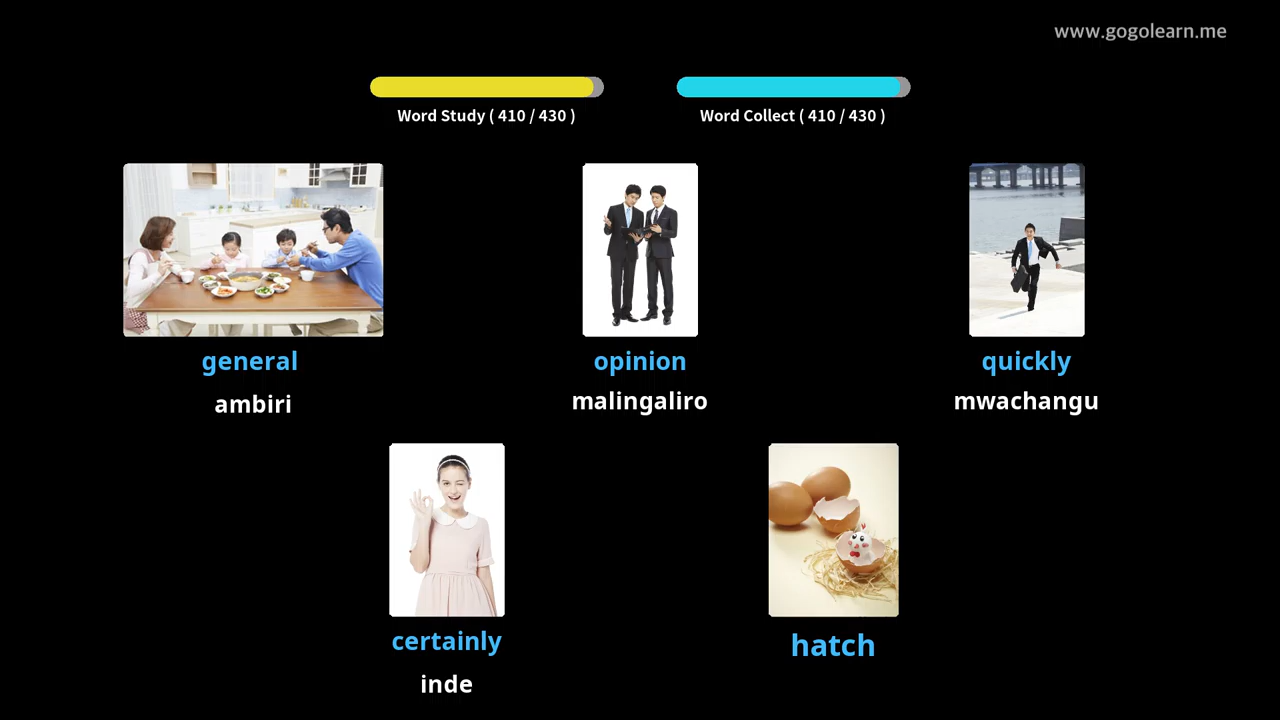 www.gogolearn.me
Word Study ( 410 / 430 )
Word Collect ( 410 / 430 )
general
opinion
quickly
ambiri
malingaliro
mwachangu
certainly
hatch
inde